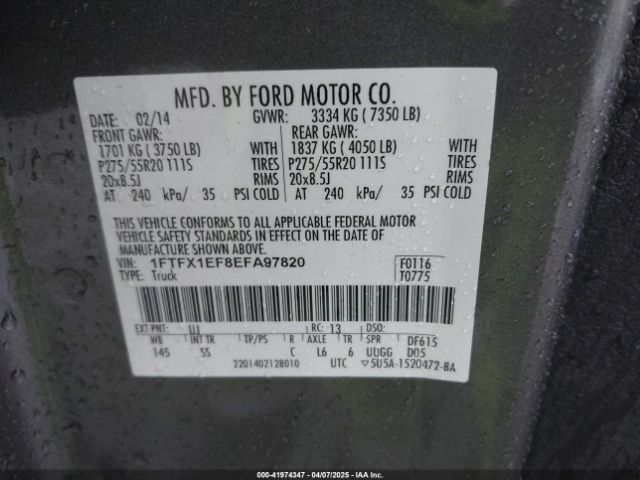 MFD. BY FORD MOTOR CO.
DATE: 02/14 GVWR: 3334 KG ( 7350 LB)
FRONT GAWR: REAR GAWR:
1701 KG ( 3750 LB) WITH 1837 KG ( 4050 LB) WITH
P275/55R20 111S TIRES P275/55R20 111S TIRES
20x8.5J RIMS 20x8.5J RIMS
AT 240 kPa/ 35 PSI COLD AT 240 kPa/ 35 PSI COLD
THIS VEHICLE CONFORMS TO ALL APPLICABLE FEDERAL MOTOR
VEHICLE SAFETY STANDARDS IN EFFECT ON THE DATE OF
MANUFACTURE SHOWN ABOVE.
VIN: 1FTFX1EF8EFA97820 F0116
TYPE: Truck T0775
EXT PNT: UJ RC: 13 DSO:
WB INT TR TP/PS R AXLE TR SPR DF615
145 SS C L6 6 UUGG D05
2201402128010 UTC ▽5U5A-1520472-BA
000-41974347 - 04/07/2025 - IAA Inc.